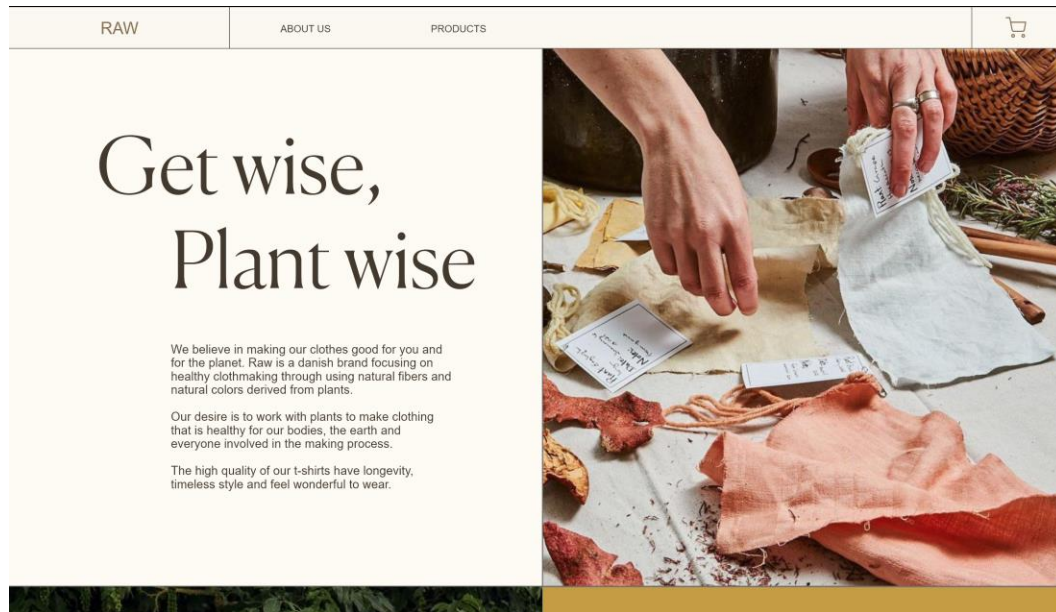 RAW
ABOUT US
PRODUCTS
Get wise,
Plant wise
We believe in making our clothes good for you and
for the planet. Raw is a danish brand focusing on
healthy clothmaking through using natural fibers and
natural colors derived from plants.
Our desire is to work with plants to make clothing
that is healthy for our bodies, the earth and
everyone involved in the making process.
The high quality of our t-shirts have longevity,
timeless style and feel wonderful to wear.
Plant
Plant
Date
Notes